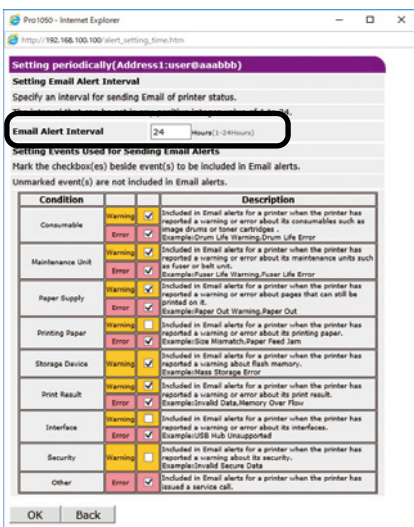 Pro1050 - Internet Explorer
http://192.168.100.100/alert_setting_time.htm
Setting periodically(Address1:user@aaabbb)
Setting Email Alert Interval
Specify an interval for sending Email of printer status.
Email Alert Interval 24 Hours(1-24Hours)
Setting Events Used for Sending Email Alerts
Mark the checkbox(es) beside event(s) to be included in Email alerts.
Unmarked event(s) are not included in Email alerts.
Condition Description
Consumable
Warning
Error
Included in Email alerts for a printer when the printer has
reported a warning or error about its consumables such as
image drums or toner cartridges .
Example:Drum Life Warning,Drum Life Error
Maintenance Unit
Warning
Error
Included in Email alerts for a printer when the printer has
reported a warning or error about its maintenance units such
as fuser or belt unit.
Example:Fuser Life Warning,Fuser Life Error
Paper Supply
Warning
Error
Included in Email alerts for a printer when the printer has
reported a warning or error about pages that can still be
printed on it.
Example:Paper Out Warning,Paper Out
Printing Paper
Warning
Error
Included in Email alerts for a printer when the printer has
reported a warning or error about its printing paper.
Example:Size Mismatch,Paper Feed Jam
Storage Device
Warning
Error
Included in Email alerts for a printer when the printer has
reported a warning about flash memory.
Example:Mass Storage Error
Print Result
Warning
Error
Included in Email alerts for a printer when the printer has
reported a warning or error about its print result.
Example:Invalid Data,Memory Over Flow
Interface
Warning
Error
Included in Email alerts for a printer when the printer has
reported a warning or error about its interfaces.
Example:USB Hub Unsupported
Security
Warning
Included in Email alerts for a printer when the printer has
reported a warning about its security.
Example:Invalid Secure Data
Other
Error
Included in Email alerts for a printer when the printer has
issued a service call.
OK Back